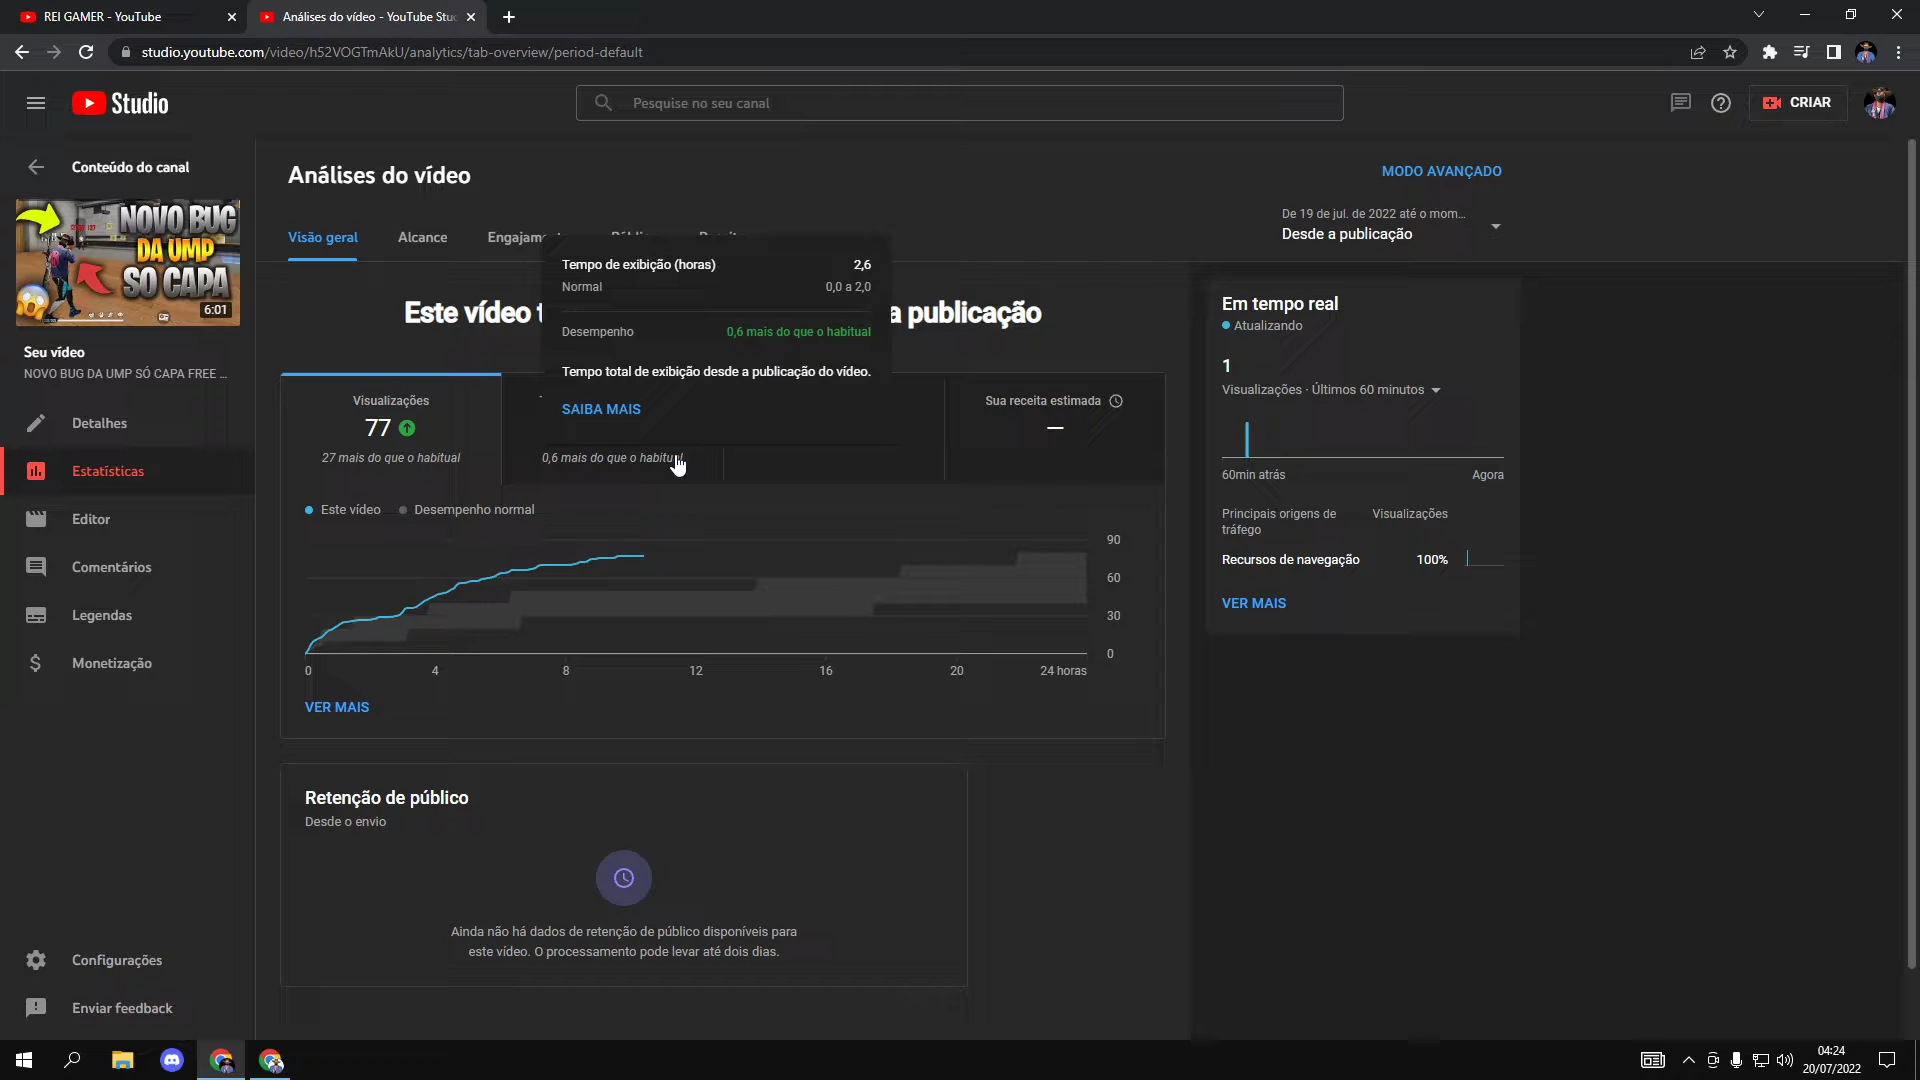 REI GAMER - YouTube
Análises do vídeo - YouTube Stu
studio.youtube.com/video/h52VOGTmAkU/analytics/tab-overview/period-default
Studio
Pesquise no seu canal
CRIAR
Conteúdo do canal
NOVO BUG
DA UMP
SO CAPA
6:01
Seu vídeo
NOVO BUG DA UMP SÓ CAPA FREE ...
Detalhes
Estatísticas
Editor
Comentários
Legendas
Monetização
Configurações
Enviar feedback
Análises do vídeo
MODO AVANÇADO
De 19 de jul. de 2022 até o mom...
Desde a publicação
Visão geral
Alcance
Engajam
Este vídeo
a publicação
Tempo de exibição (horas) 2,6
Normal 0,0 a 2,0
Desempenho 0,6 mais do que o habitual
Tempo total de exibição desde a publicação do vídeo.
SAIBA MAIS
Visualizações
77
27 mais do que o habitual
0,6 mais do que o habitual
Sua receita estimada
—
Este vídeo
Desempenho normal
90
60
30
0
0 4 8 12 16 20 24 horas
VER MAIS
Retenção de público
Desde o envio
Ainda não há dados de retenção de público disponíveis para
este vídeo. O processamento pode levar até dois dias.
Em tempo real
Atualizando
1
Visualizações · Últimos 60 minutos
60min atrás Agora
Principais origens de
tráfego
Visualizações
Recursos de navegação 100%
VER MAIS
04:24
20/07/2022